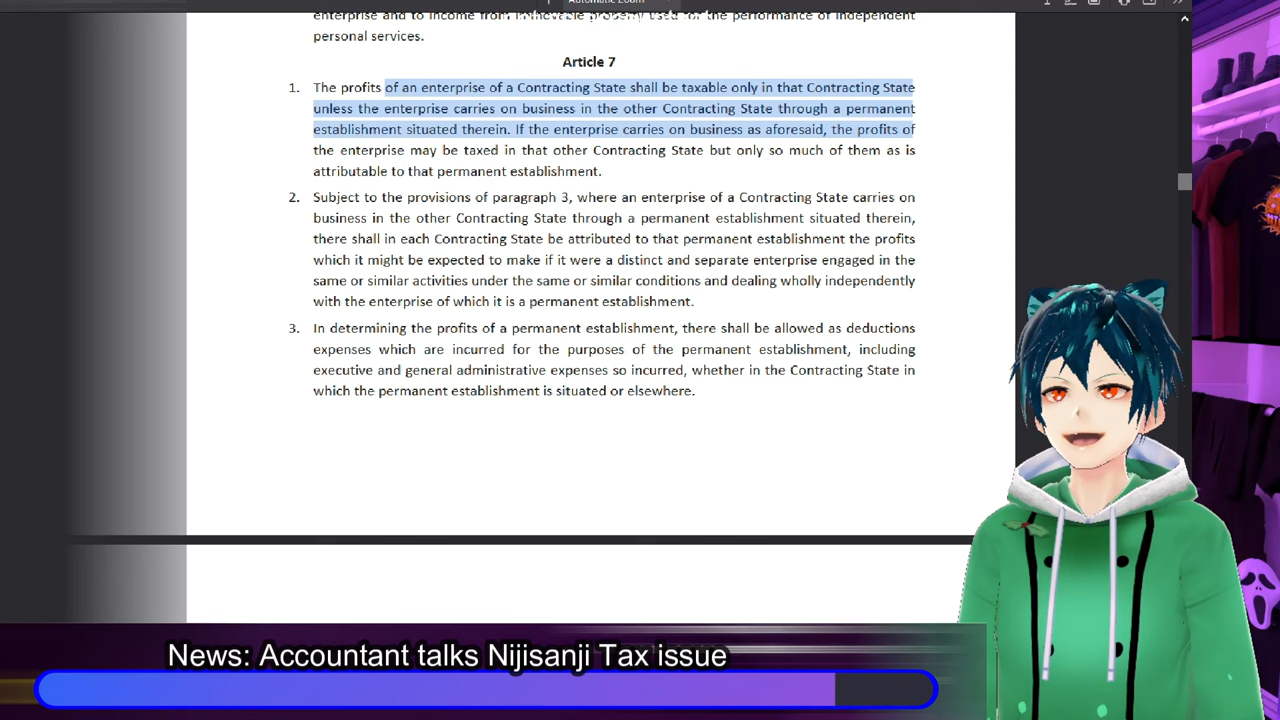 enterprise and to income from immovable property used for the performance of independent
personal services.
Article 7
1. The profits of an enterprise of a Contracting State shall be taxable only in that Contracting State
unless the enterprise carries on business in the other Contracting State through a permanent
establishment situated therein. If the enterprise carries on business as aforesaid, the profits of
the enterprise may be taxed in that other Contracting State but only so much of them as is
attributable to that permanent establishment.
2. Subject to the provisions of paragraph 3, where an enterprise of a Contracting State carries on
business in the other Contracting State through a permanent establishment situated therein,
there shall in each Contracting State be attributed to that permanent establishment the profits
which it might be expected to make if it were a distinct and separate enterprise engaged in the
same or similar activities under the same or similar conditions and dealing wholly independently
with the enterprise of which it is a permanent establishment.
3. In determining the profits of a permanent establishment, there shall be allowed as deductions
expenses which are incurred for the purposes of the permanent establishment, including
executive and general administrative expenses so incurred, whether in the Contracting State in
which the permanent establishment is situated or elsewhere.
News: Accountant talks Nijisanji Tax issue